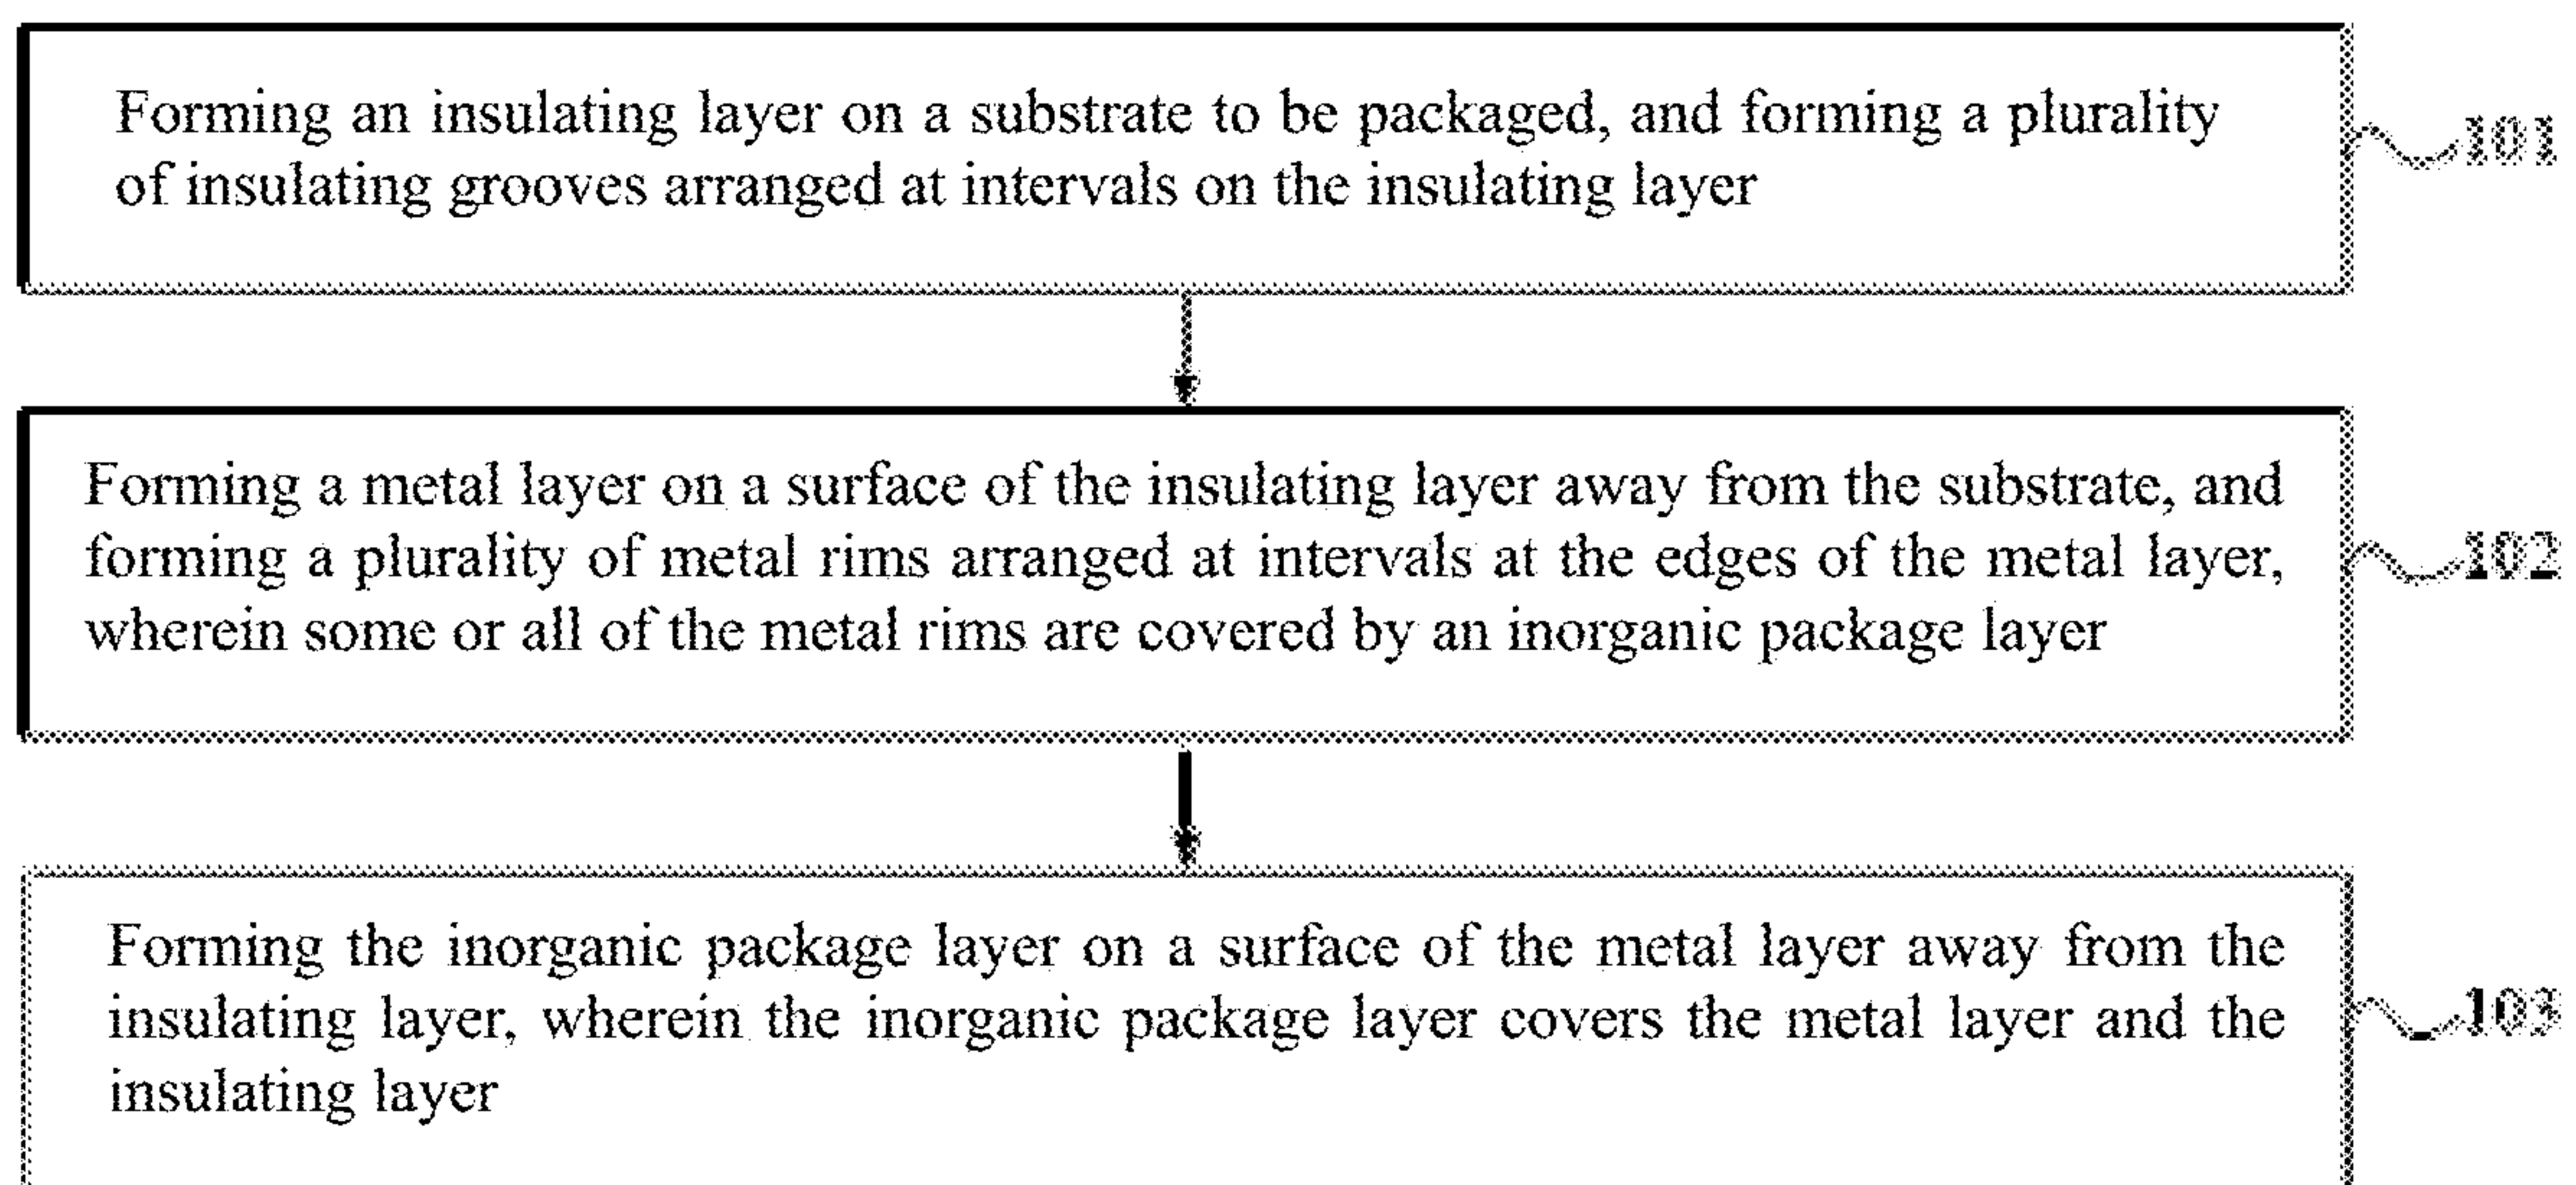 Forming an insulating layer on a substrate to be packaged, and forming a plurality
of insulating grooves arranged at intervals on the insulating layer
101
Forming a metal layer on a surface of the insulating layer away from the substrate, and
forming a plurality of metal rims arranged at intervals at the edges of the metal layer,
wherein some or all of the metal rims are covered by an inorganic package layer
102
Forming the inorganic package layer on a surface of the metal layer away from the
insulating layer, wherein the inorganic package layer covers the metal layer and the
insulating layer
103